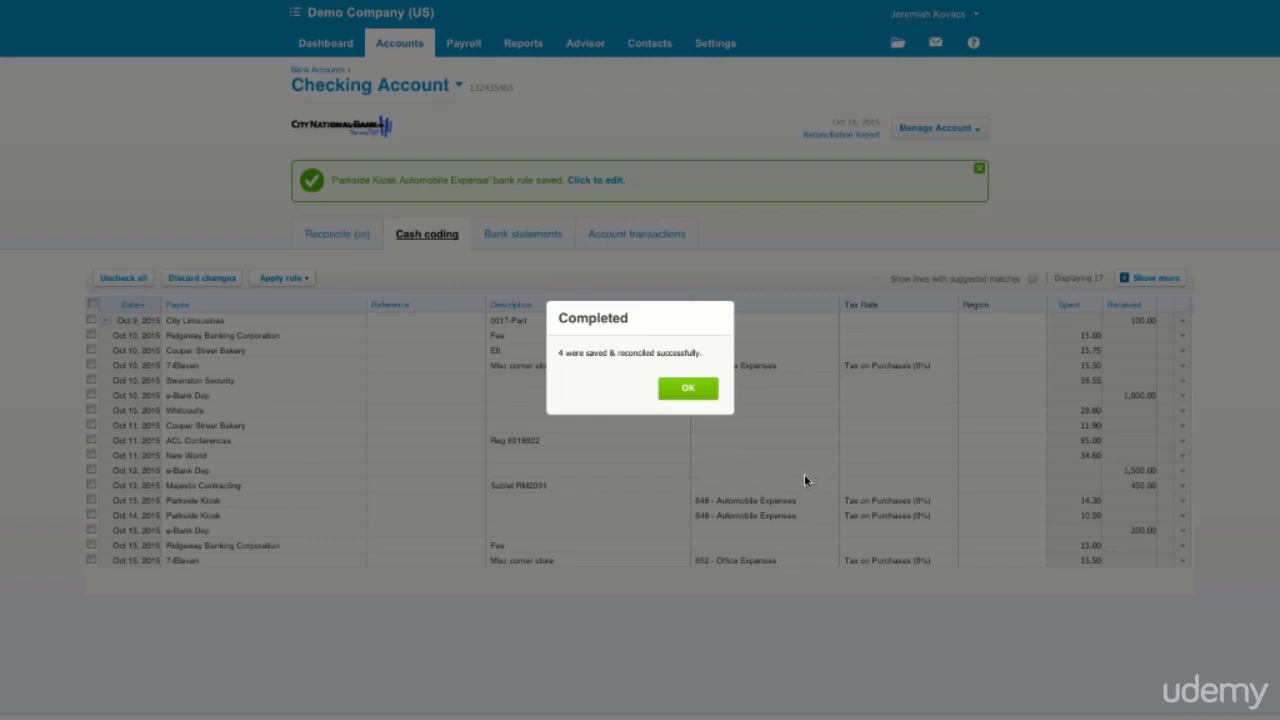 Demo Company (US)
Jeremiah Kovacs
Dashboard Accounts Payroll Reports Advisor Contacts Settings
Bank Accounts ›
Checking Account 132435465
CITY NATIONAL BANK
The way up
Oct 16, 2015
Reconciliation Report
Manage Account
'Parkside Kiosk Automobile Expense' bank rule saved. Click to edit.
Reconcile (20) Cash coding Bank statements Account transactions
Uncheck all Discard changes Apply rule Show lines with suggested matches Displaying 17 Show more
Date Payee Reference Description Tax Rate Region Spent Received
Oct 9, 2015 City Limousines 0017-Part 100.00
Oct 10, 2015 Ridgeway Banking Corporation Fee 15.00
Oct 10, 2015 Cooper Street Bakery Eft 15.75
Oct 10, 2015 7-Eleven Misc corner sto Expenses Tax on Purchases (0%) 15.50
Oct 10, 2015 Swanston Security 59.55
Oct 10, 2015 e-Bank Dep 1,000.00
Oct 10, 2015 Whitcoulls 29.80
Oct 11, 2015 Cooper Street Bakery 11.90
Oct 11, 2015 ACL Conferences Reg 6018922 85.00
Oct 11, 2015 New World 34.60
Oct 12, 2015 e-Bank Dep 1,500.00
Oct 12, 2015 Majestic Contracting Sublet RM2031 450.00
Oct 13, 2015 Parkside Kiosk 648 - Automobile Expenses Tax on Purchases (0%) 14.30
Oct 14, 2015 Parkside Kiosk 648 - Automobile Expenses Tax on Purchases (0%) 10.50
Oct 15, 2015 e-Bank Dep 200.00
Oct 15, 2015 Ridgeway Banking Corporation Fee 15.00
Oct 15, 2015 7-Eleven Misc corner store 652 - Office Expenses Tax on Purchases (0%) 15.50
Completed
4 were saved & reconciled successfully.
OK
udemy